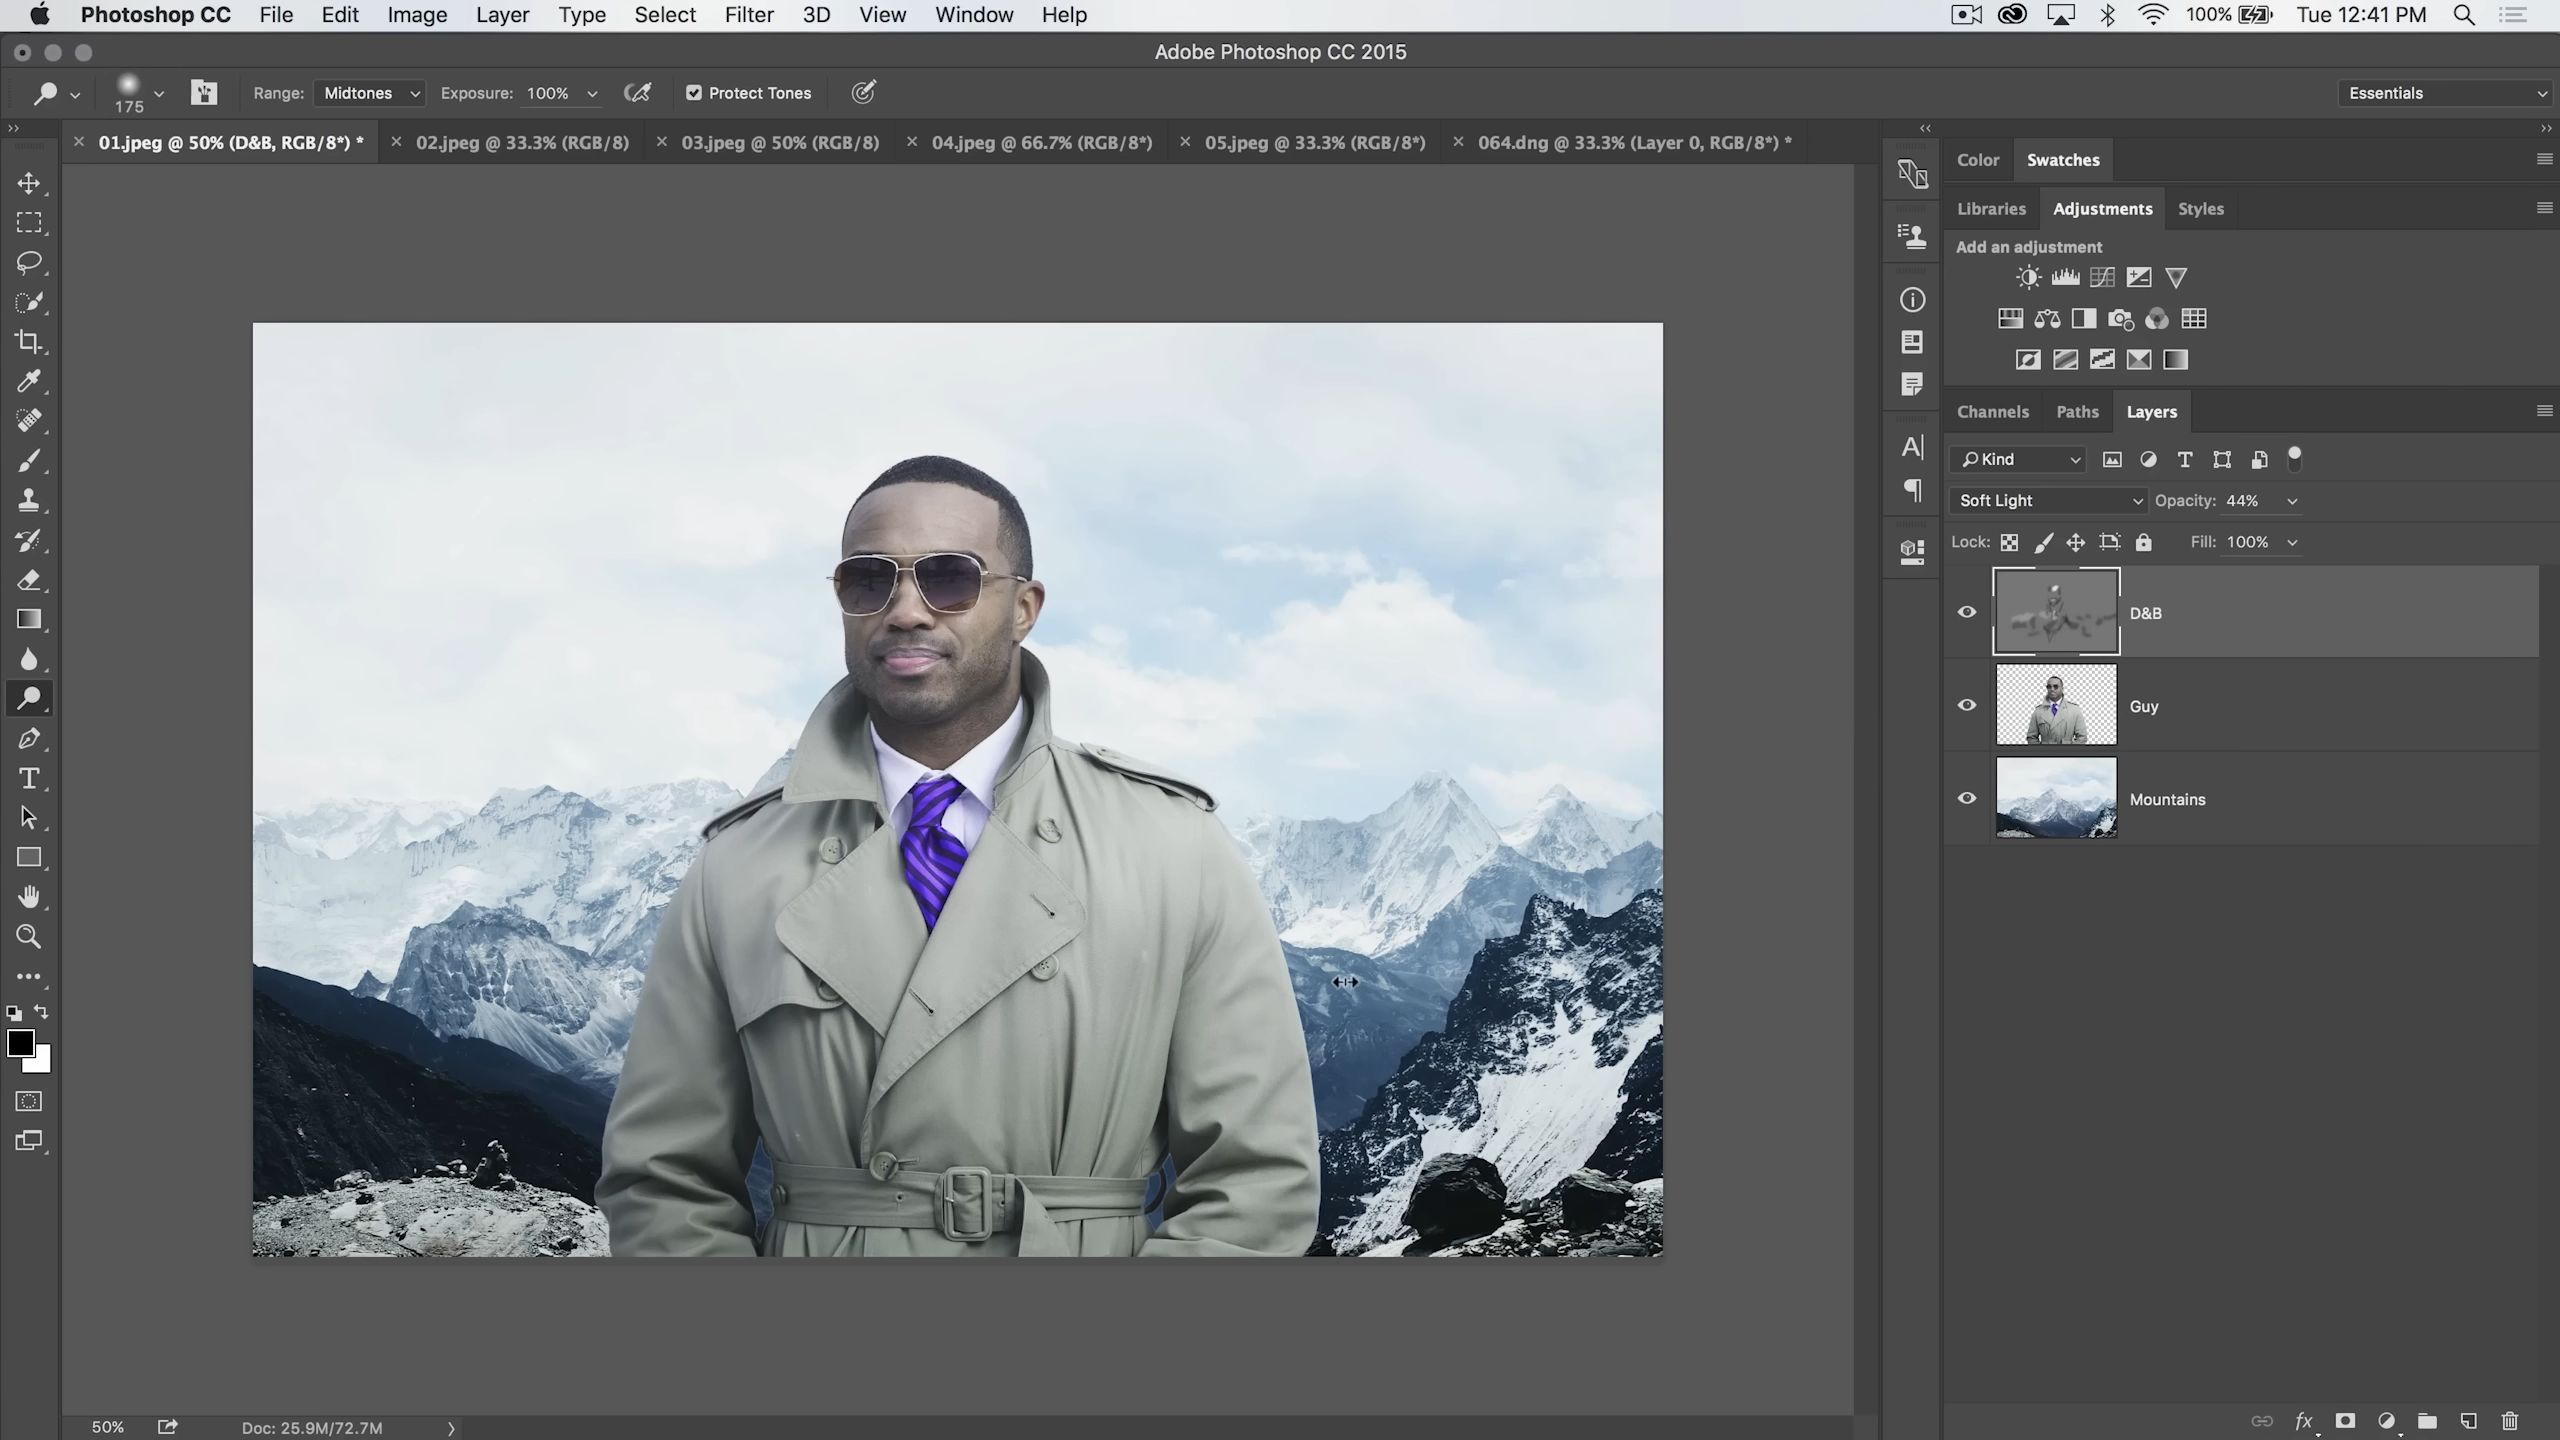 Photoshop CC File Edit Image Layer Type Select Filter 3D View Window Help 100% Tue 12:41 PM
Adobe Photoshop CC 2015
175 Range: Midtones Exposure: 100% Protect Tones Essentials
01.jpeg @ 50% (D&B, RGB/8*) * 02.jpeg @ 33.3% (RGB/8) 03.jpeg @ 50% (RGB/8) 04.jpeg @ 66.7% (RGB/8*) 05.jpeg @ 33.3% (RGB/8*) 064.dng @ 33.3% (Layer 0, RGB/8*) *
Color Swatches
Libraries Adjustments Styles
Add an adjustment
Channels Paths Layers
Kind
Soft Light Opacity: 44%
Lock: Fill: 100%
D&B
Guy
Mountains
50% Doc: 25.9M/72.7M
fx